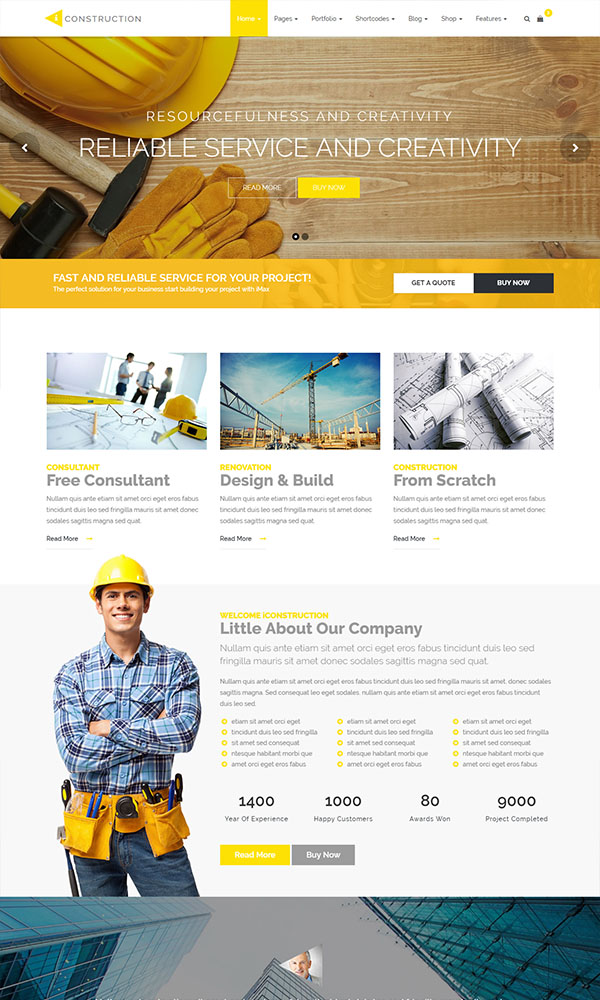 CONSTRUCTION
Home Pages Portfolio Shortcodes Blog Shop Features
RESOURCEFULNESS AND CREATIVITY
RELIABLE SERVICE AND CREATIVITY
READ MORE BUY NOW
FAST AND RELIABLE SERVICE FOR YOUR PROJECT!
The perfect solution for your business start building your project with iMas
GET A QUOTE BUY NOW
CONSULTANT
Free Consultant
Nullam quis ante etiam sit amet orci eget eros fabus
tincidunt duis leo sed fringilla mauris sit amet donec
sodales sagittis magna sed quat.
Read More
RENOVATION
Design & Build
Nullam quis ante etiam sit amet orci eget eros fabus
tincidunt duis leo sed fringilla mauris sit amet donec
sodales sagittis magna sed quat.
Read More
CONSTRUCTION
From Scratch
Nullam quis ante etiam sit amet orci eget eros fabus
tincidunt duis leo sed fringilla mauris sit amet donec
sodales sagittis magna sed quat.
Read More
WELCOME iCONSTRUCTION
Little About Our Company
Nullam quis ante etiam sit amet orci eget eros fabus tincidunt duis leo sed
fringilla mauris sit amet donec sodales sagittis magna sed quat.
Nullam quis ante etiam sit amet orci eget eros fabus tincidunt duis leo sed fringilla mauris sit amet donec sodales
sagittis magna. Sed consequat leo eget sodales. nullam quis ante etiam sit amet orci eget eros fabus tincidunt
duis leo sed.
etiam sit amet orci eget
tincidunt duis leo sed fringilla
sit amet sed consequat
ntesque habitant morbi que
amet orci eget eros fabus
etiam sit amet orci eget
tincidunt duis leo sed fringilla
sit amet sed consequat
ntesque habitant morbi que
amet orci eget eros fabus
etiam sit amet orci eget
tincidunt duis leo sed fringilla
sit amet sed consequat
ntesque habitant morbi que
amet orci eget eros fabus
1400 1000 80 9000
Year Of Experience Happy Customers Awards Won Project Completed
Read More Buy Now